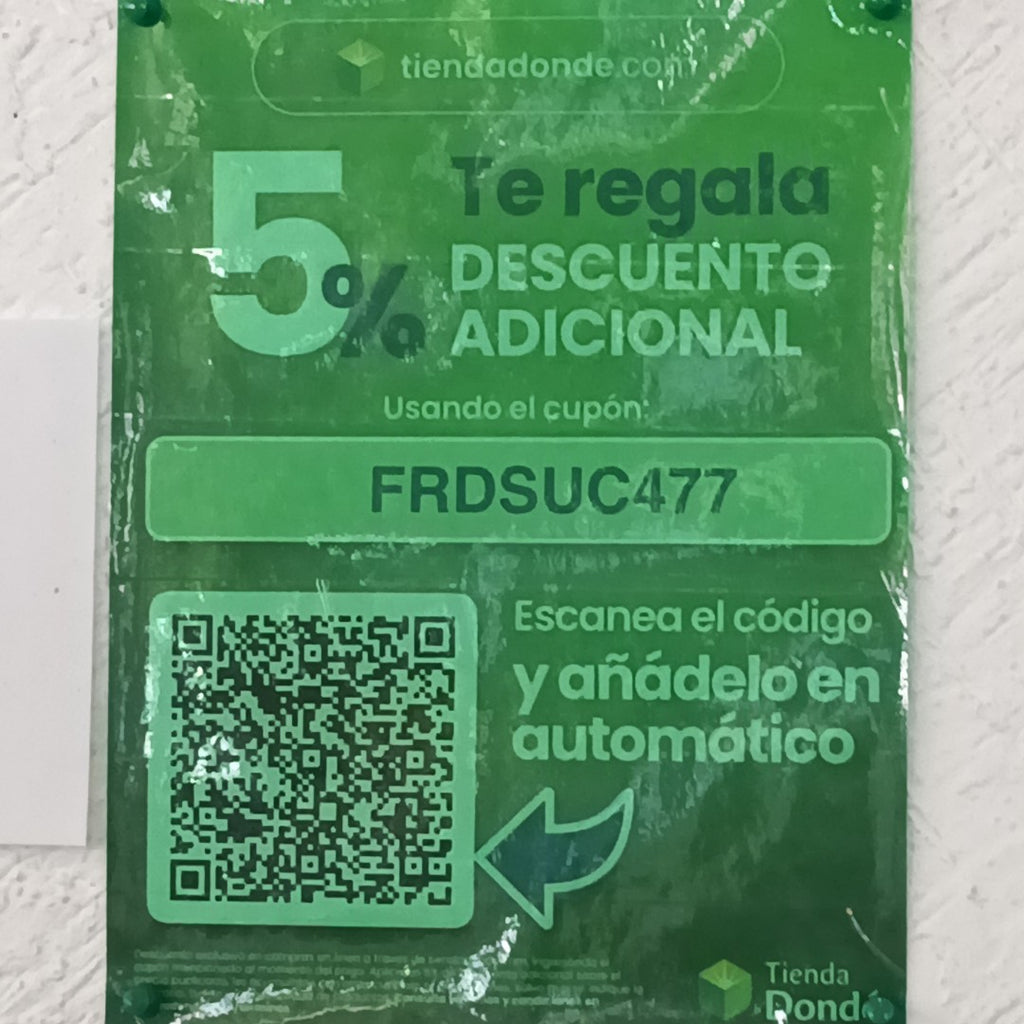 tiendadonde.com
5%
Te regala
DESCUENTO
ADICIONAL
Usando el cupón:
FRDSUC477
Escanea el código
y añádelo en
automático
Tienda
Dondé